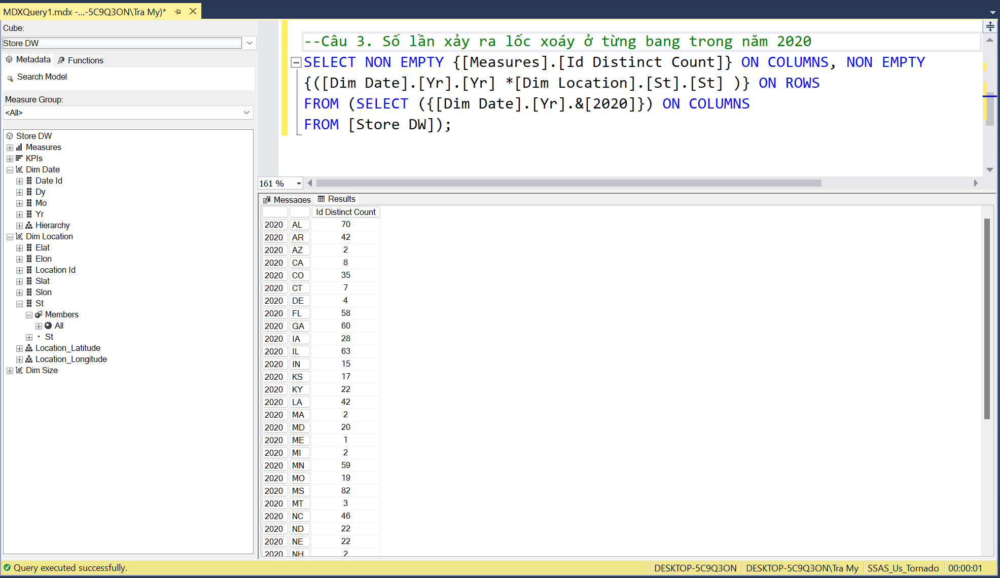 MDXQuery1.mdx -...-5C9Q3ON\Tra My)*
Cube:
Store DW
Metadata
Functions
Search Model
Measure Group:
<All>
Store DW
Measures
KPIs
Dim Date
Date Id
Dy
Mo
Yr
Hierarchy
Dim Location
Elat
Elon
Location Id
Slat
Slon
St
Members
All
St
Location_Latitude
Location_Longitude
Dim Size
--Câu 3. Số lần xảy ra lốc xoáy ở từng bang trong năm 2020
SELECT NON EMPTY {[Measures].[Id Distinct Count]} ON COLUMNS, NON EMPTY
{([Dim Date].[Yr].[Yr] *[Dim Location].[St].[St] )} ON ROWS
FROM (SELECT ({[Dim Date].[Yr].&[2020]}) ON COLUMNS
FROM [Store DW]);
161 %
Messages
Results
Id Distinct Count
2020 AL 70
2020 AR 42
2020 AZ 2
2020 CA 8
2020 CO 35
2020 CT 7
2020 DE 4
2020 FL 58
2020 GA 60
2020 IA 28
2020 IL 63
2020 IN 15
2020 KS 17
2020 KY 22
2020 LA 42
2020 MA 2
2020 MD 20
2020 ME 1
2020 MI 2
2020 MN 59
2020 MO 19
2020 MS 82
2020 MT 3
2020 NC 46
2020 ND 22
2020 NE 22
2020 NH 2
Query executed successfully.
DESKTOP-5C9Q3ON
DESKTOP-5C9Q3ON\Tra My
SSAS_Us_Tornado
00:00:01